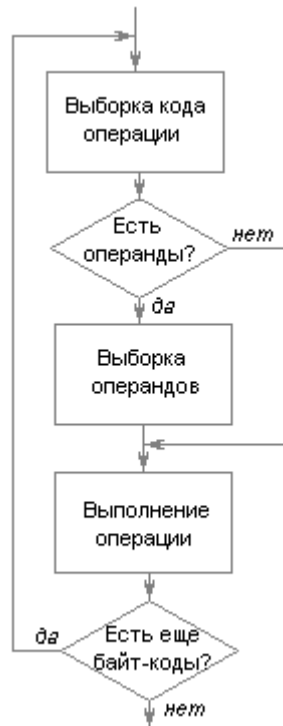 Выборка кода
операции
Есть
операнды?
нет
да
Выборка
операндов
Выполнение
операции
да
Есть еще
байт-коды?
нет